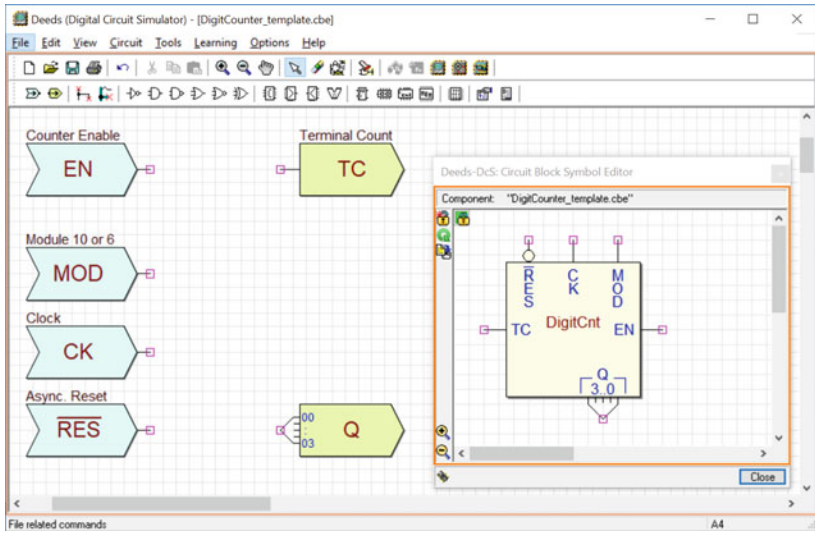 Deeds (Digital Circuit Simulator) - [DigitCounter_template.cbe]
File Edit View Circuit Tools Learning Options Help
Counter Enable
EN
Terminal Count
TC
Module 10 or 6
MOD
Clock
CK
Async. Reset
RES
00
:
03
Q
Deeds-DcS: Circuit Block Symbol Editor
Component: "DigitCounter_template.cbe"
RES
CK
MOD
TC
DigitCnt
EN
Q
3..0
Close
File related commands
A4